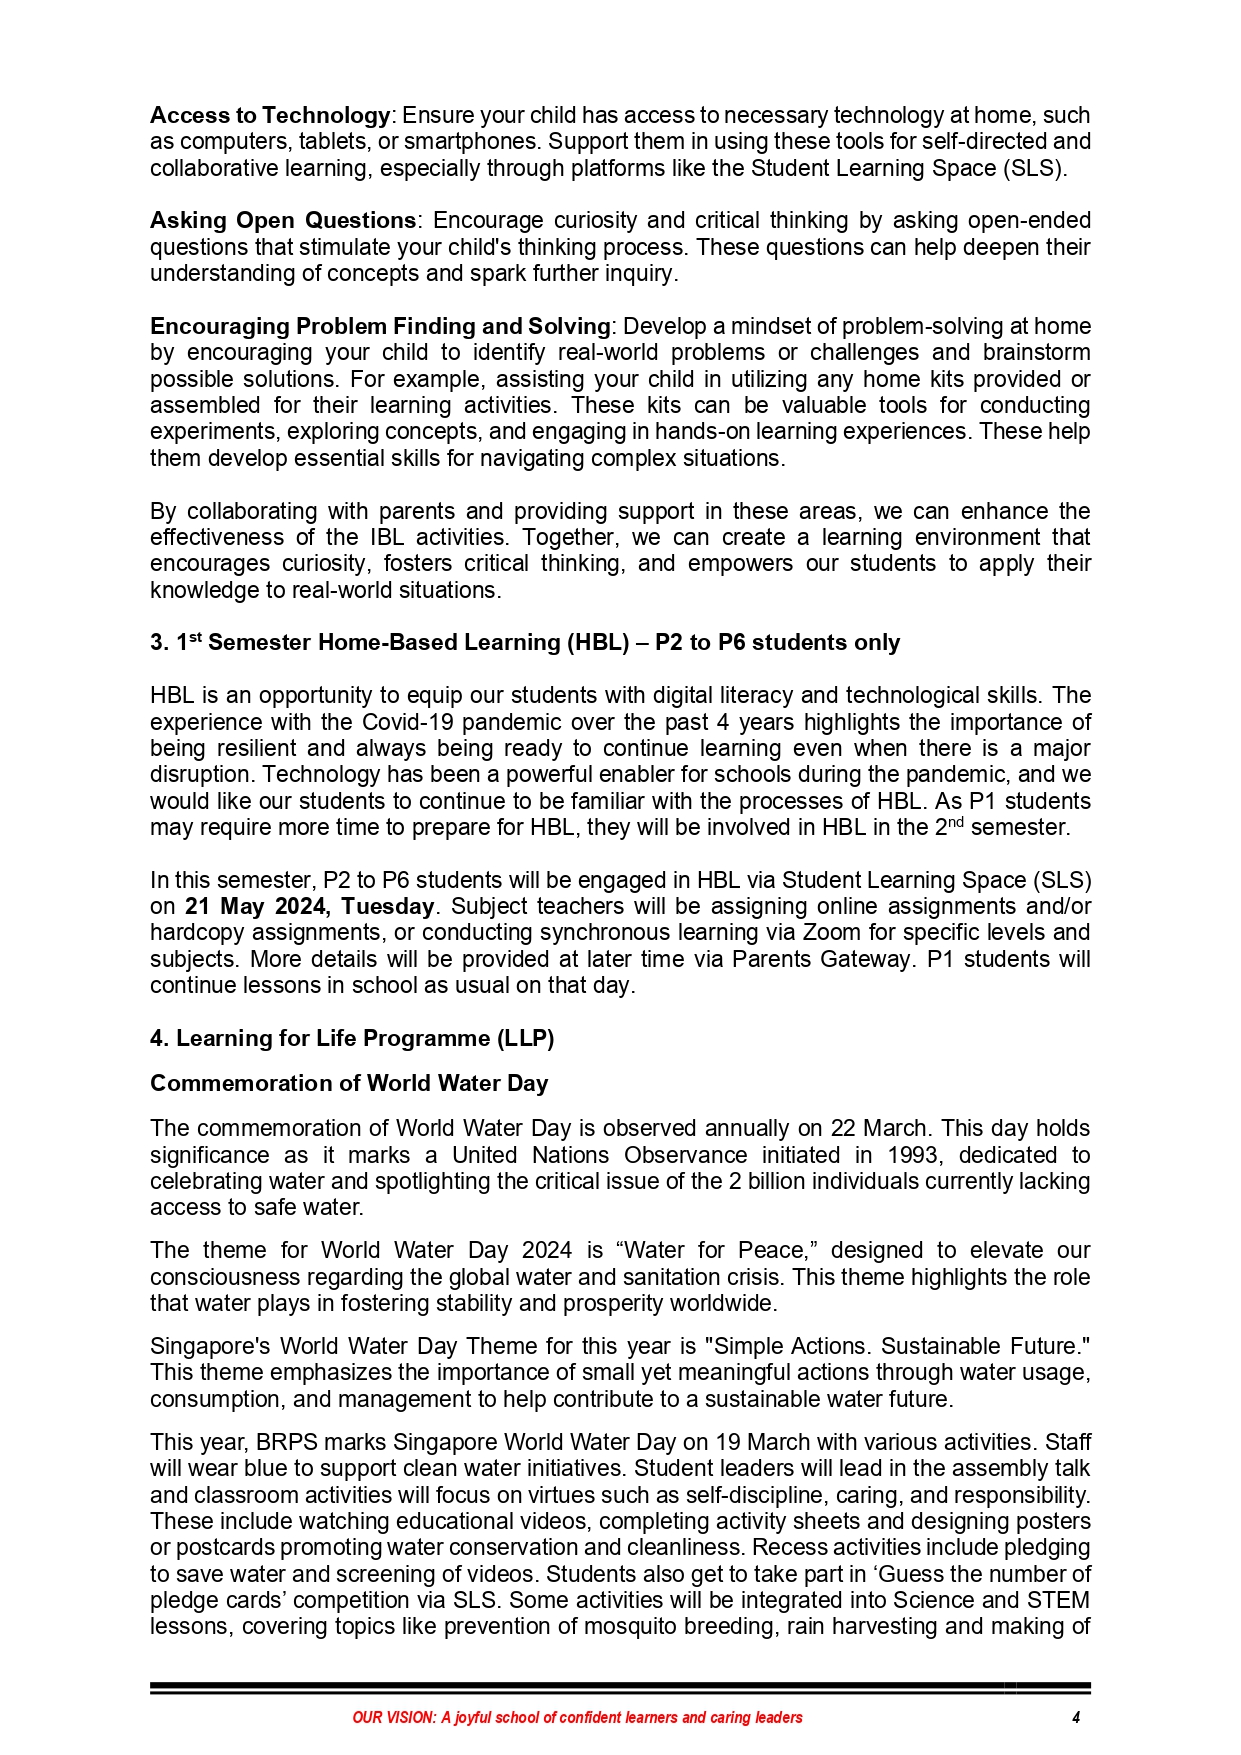 Access to Technology: Ensure your child has access to necessary technology at home, such
as computers, tablets, or smartphones. Support them in using these tools for self-directed and
collaborative learning, especially through platforms like the Student Learning Space (SLS).
Asking Open Questions: Encourage curiosity and critical thinking by asking open-ended
questions that stimulate your child's thinking process. These questions can help deepen their
understanding of concepts and spark further inquiry.
Encouraging Problem Finding and Solving: Develop a mindset of problem-solving at home
by encouraging your child to identify real-world problems or challenges and brainstorm
possible solutions. For example, assisting your child in utilizing any home kits provided or
assembled for their learning activities. These kits can be valuable tools for conducting
experiments, exploring concepts, and engaging in hands-on learning experiences. These help
them develop essential skills for navigating complex situations.
By collaborating with parents and providing support in these areas, we can enhance the
effectiveness of the IBL activities. Together, we can create a learning environment that
encourages curiosity, fosters critical thinking, and empowers our students to apply their
knowledge to real-world situations.
3. 1st Semester Home-Based Learning (HBL) – P2 to P6 students only
HBL is an opportunity to equip our students with digital literacy and technological skills. The
experience with the Covid-19 pandemic over the past 4 years highlights the importance of
being resilient and always being ready to continue learning even when there is a major
disruption. Technology has been a powerful enabler for schools during the pandemic, and we
would like our students to continue to be familiar with the processes of HBL. As P1 students
may require more time to prepare for HBL, they will be involved in HBL in the 2nd semester.
In this semester, P2 to P6 students will be engaged in HBL via Student Learning Space (SLS)
on 21 May 2024, Tuesday. Subject teachers will be assigning online assignments and/or
hardcopy assignments, or conducting synchronous learning via Zoom for specific levels and
subjects. More details will be provided at later time via Parents Gateway. P1 students will
continue lessons in school as usual on that day.
4. Learning for Life Programme (LLP)
Commemoration of World Water Day
The commemoration of World Water Day is observed annually on 22 March. This day holds
significance as it marks a United Nations Observance initiated in 1993, dedicated to
celebrating water and spotlighting the critical issue of the 2 billion individuals currently lacking
access to safe water.
The theme for World Water Day 2024 is “Water for Peace,” designed to elevate our
consciousness regarding the global water and sanitation crisis. This theme highlights the role
that water plays in fostering stability and prosperity worldwide.
Singapore's World Water Day Theme for this year is "Simple Actions. Sustainable Future."
This theme emphasizes the importance of small yet meaningful actions through water usage,
consumption, and management to help contribute to a sustainable water future.
This year, BRPS marks Singapore World Water Day on 19 March with various activities. Staff
will wear blue to support clean water initiatives. Student leaders will lead in the assembly talk
and classroom activities will focus on virtues such as self-discipline, caring, and responsibility.
These include watching educational videos, completing activity sheets and designing posters
or postcards promoting water conservation and cleanliness. Recess activities include pledging
to save water and screening of videos. Students also get to take part in ‘Guess the number of
pledge cards’ competition via SLS. Some activities will be integrated into Science and STEM
lessons, covering topics like prevention of mosquito breeding, rain harvesting and making of
OUR VISION: A joyful school of confident learners and caring leaders 4